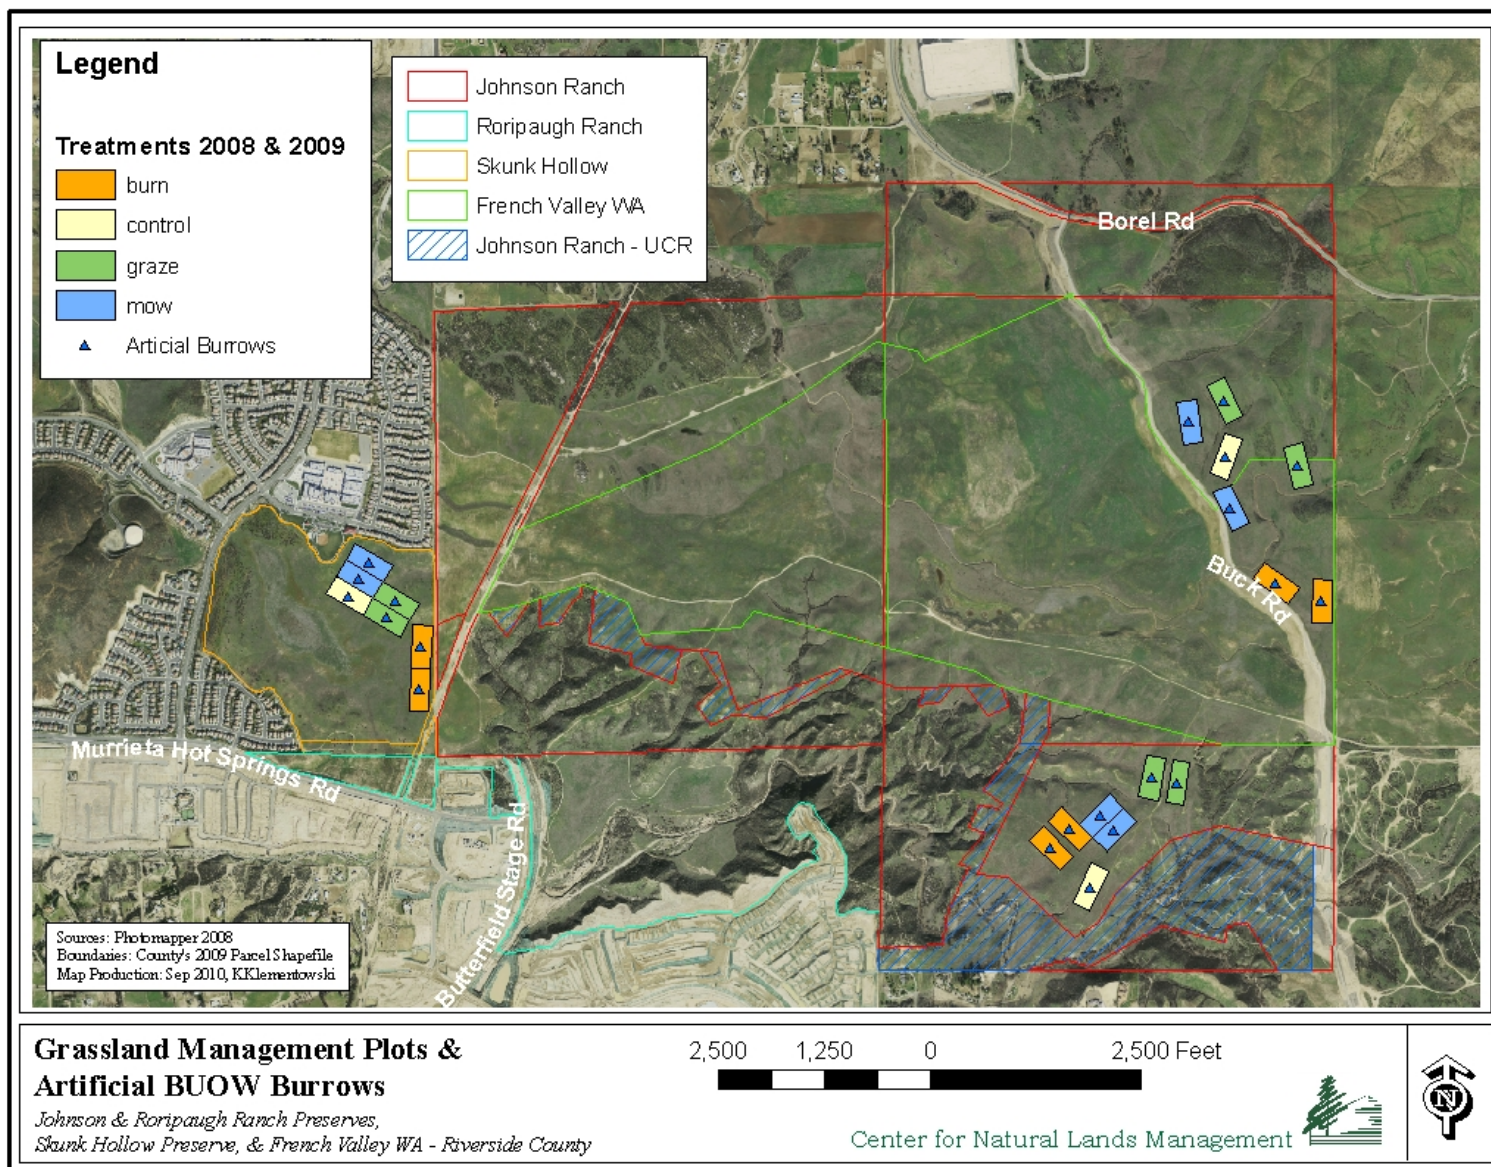 Legend
Treatments 2008 & 2009
burn
control
graze
mow
Articial Burrows
Johnson Ranch
Roripaugh Ranch
Skunk Hollow
French Valley WA
Johnson Ranch - UCR
Borel Rd
Buck Rd
Murrieta Hot Springs Rd
Butterfield Stage Rd
Sources: Photomapper 2008
Boundaries: County's 2009 Parcel Shapefile
Map Production: Sep 2010, KKlementowski
Grassland Management Plots &
Artificial BUOW Burrows
Johnson & Roripaugh Ranch Preserves,
Skunk Hollow Preserve, & French Valley WA - Riverside County
2,500 1,250 0 2,500 Feet
Center for Natural Lands Management
N